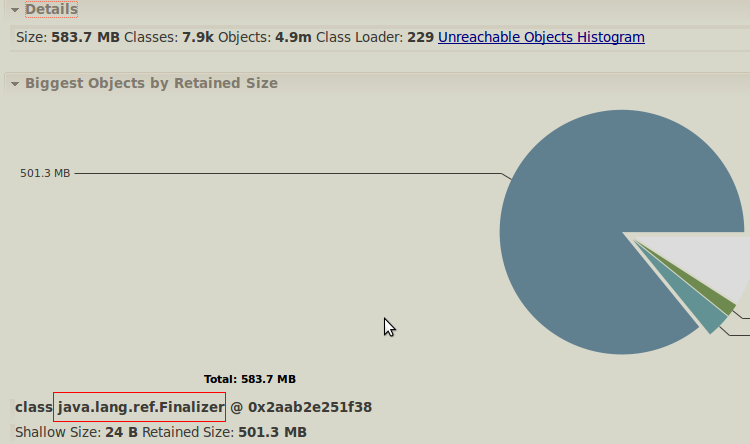 Details
Size: 583.7 MB Classes: 7.9k Objects: 4.9m Class Loader: 229 Unreachable Objects Histogram
Biggest Objects by Retained Size
501.3 MB
Total: 583.7 MB
class java.lang.ref.Finalizer @ 0x2aab2e251f38
Shallow Size: 24 B Retained Size: 501.3 MB